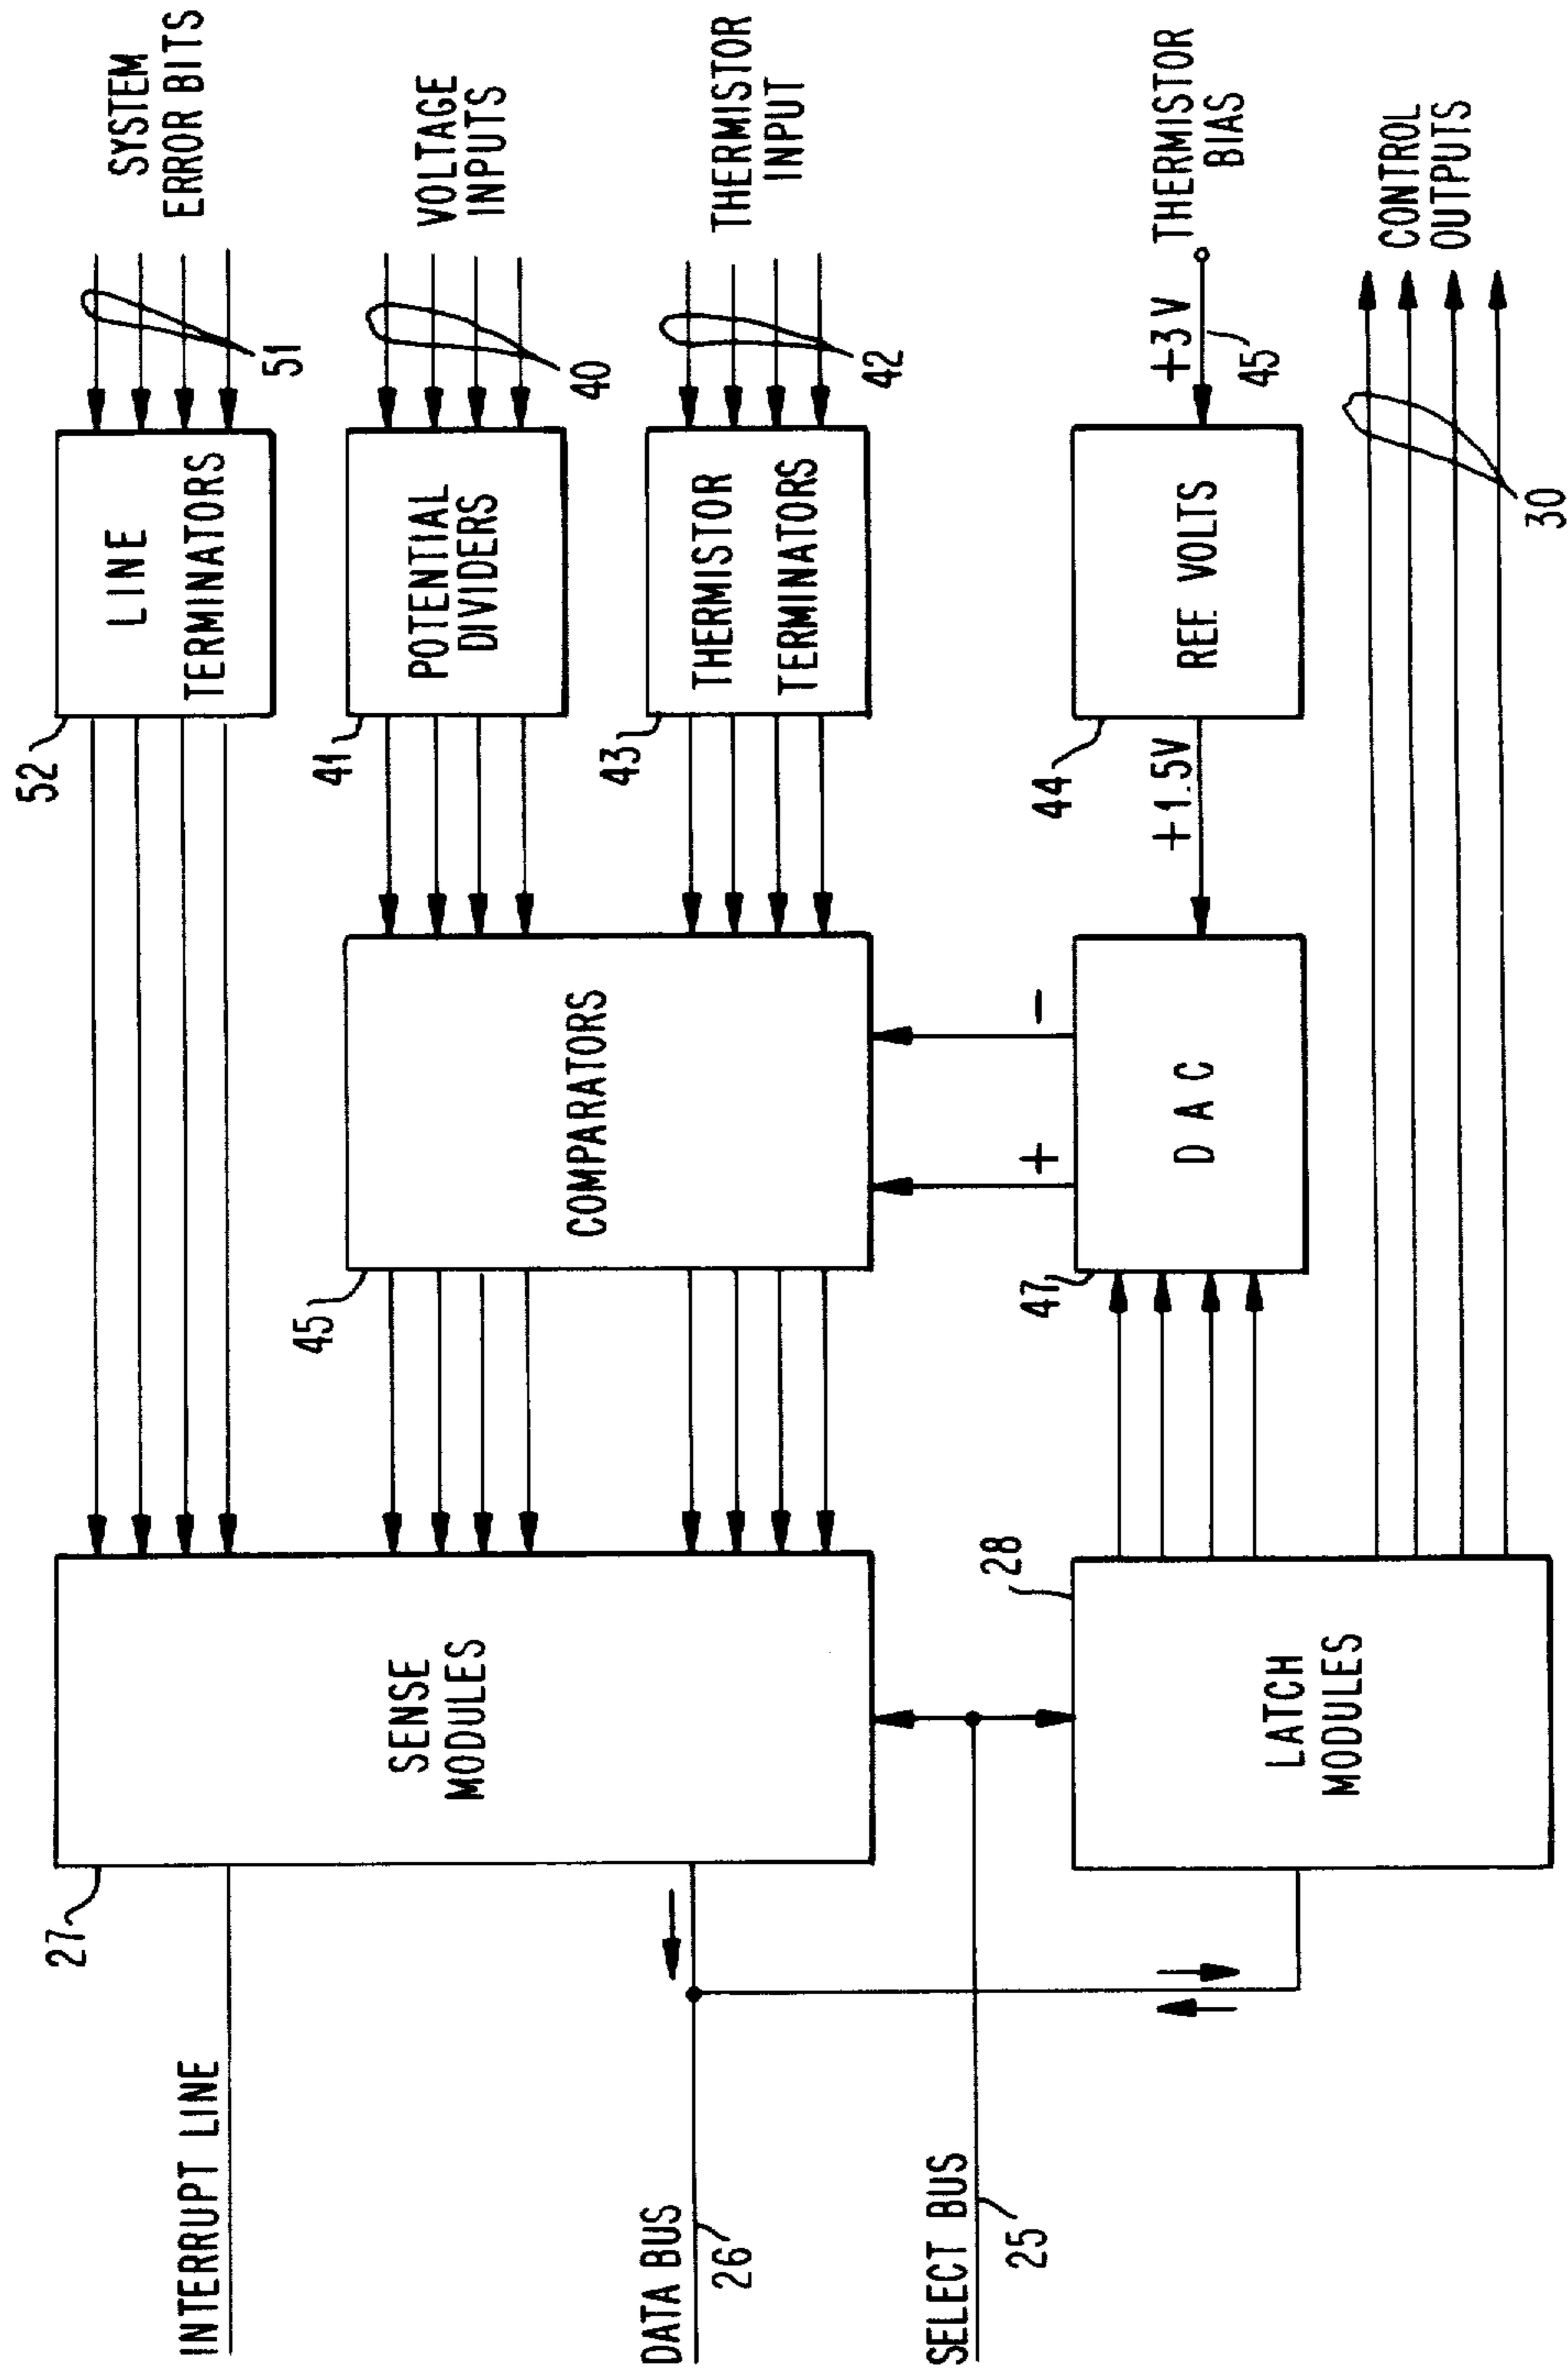 SYSTEM
ERROR BITS
51
LINE
TERMINATORS
52
VOLTAGE
INPUTS
40
POTENTIAL
DIVIDERS
41
THERMISTOR
INPUT
42
THERMISTOR
TERMINATORS
43
COMPARATORS
45
SENSE
MODULES
27
INTERRUPT LINE
DATA BUS
26
SELECT BUS
25
THERMISTOR
BIAS
+3V
45
REF. VOLTS
44
+1.5V
+
-
D A C
47
LATCH
MODULES
28
CONTROL
OUTPUTS
30